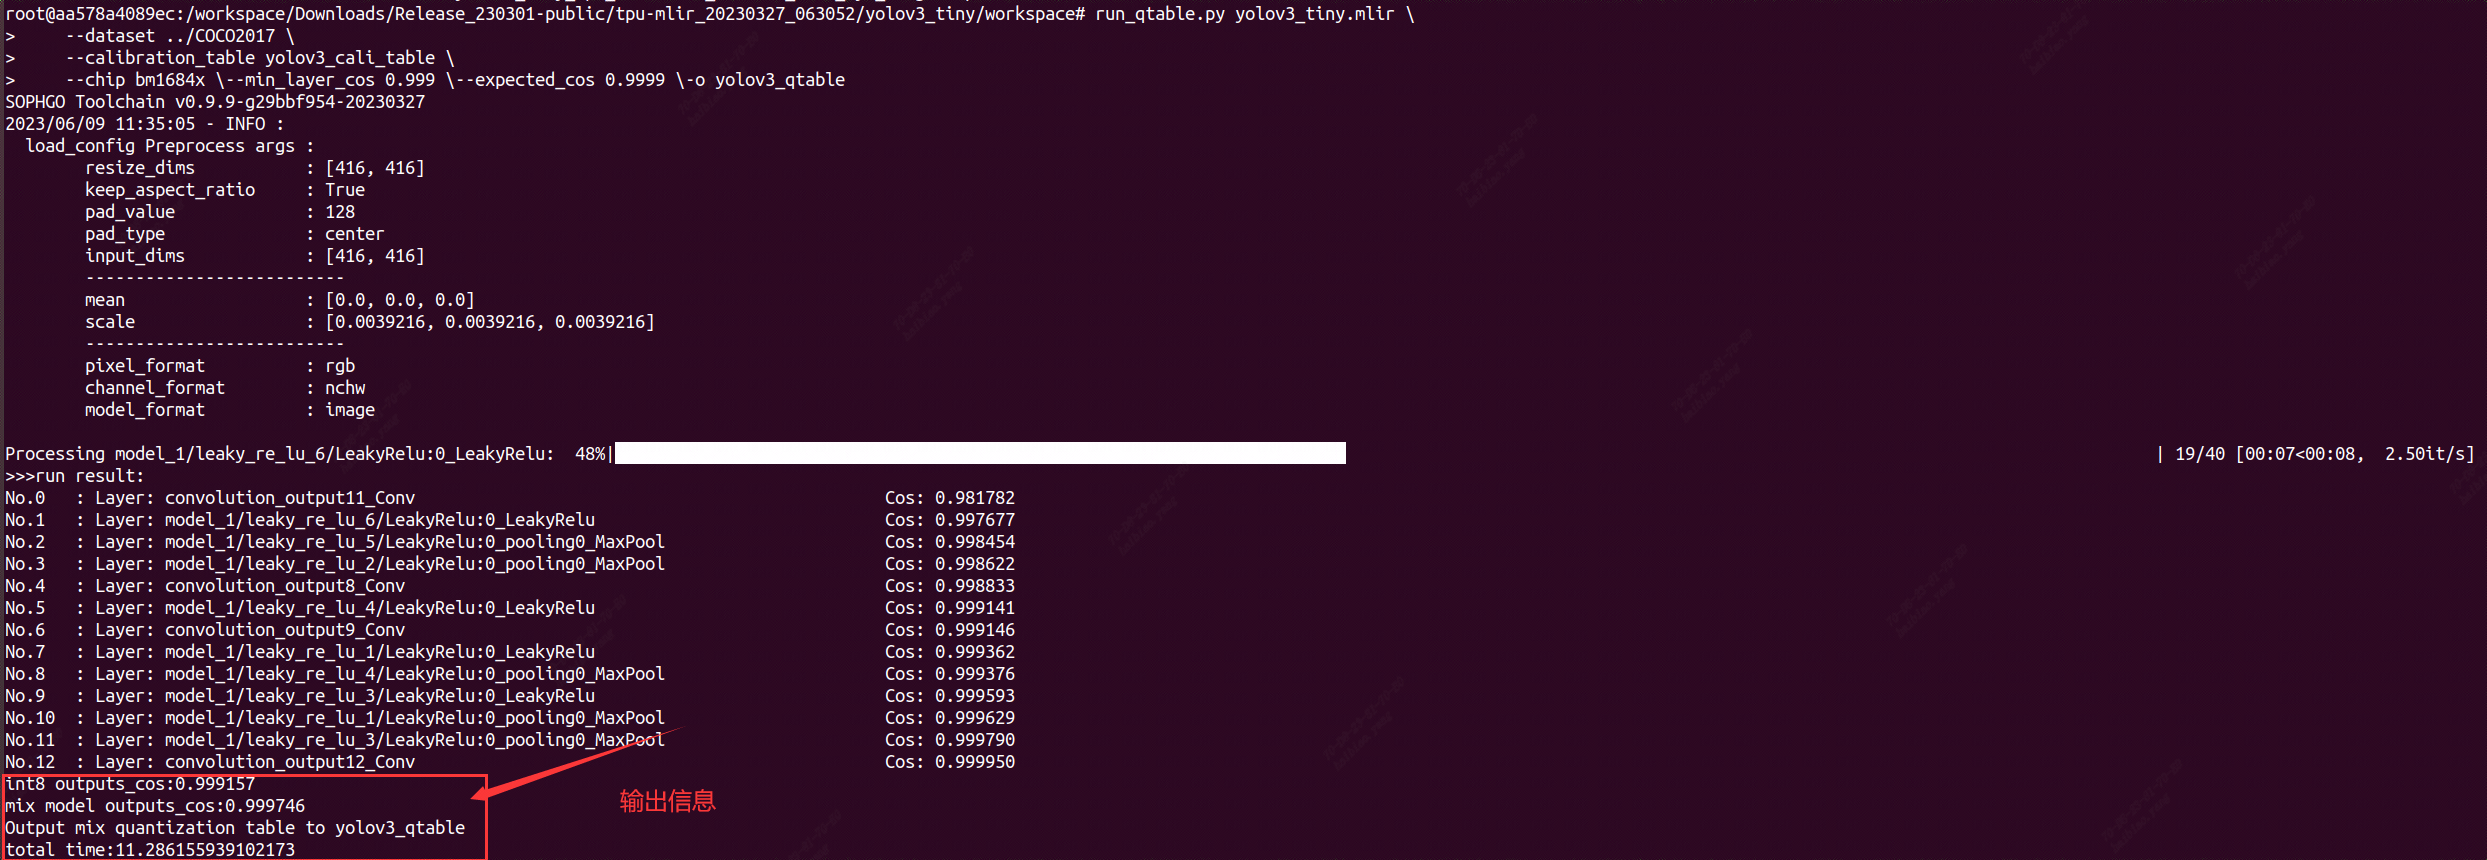 root@aa578a4089ec:/workspace/Downloads/Release_230301-public/tpu-mlir_20230327_063052/yolov3_tiny/workspace# run_qtable.py yolov3_tiny.mlir \
>     --dataset ../COCO2017 \
>     --calibration_table yolov3_cali_table \
>     --chip bm1684x \--min_layer_cos 0.999 \--expected_cos 0.9999 \-o yolov3_qtable
SOPHGO Toolchain v0.9.9-g29bbf954-20230327
2023/06/09 11:35:05 - INFO :
  load_config Preprocess args :
        resize_dims           : [416, 416]
        keep_aspect_ratio     : True
        pad_value             : 128
        pad_type              : center
        input_dims            : [416, 416]
        --------------------------
        mean                  : [0.0, 0.0, 0.0]
        scale                 : [0.0039216, 0.0039216, 0.0039216]
        --------------------------
        pixel_format          : rgb
        channel_format        : nchw
        model_format          : image
Processing model_1/leaky_re_lu_6/LeakyRelu:0_LeakyRelu:  48%| | 19/40 [00:07<00:08,  2.50it/s]
>>>run result:
No.0   : Layer: convolution_output11_Conv Cos: 0.981782
No.1   : Layer: model_1/leaky_re_lu_6/LeakyRelu:0_LeakyRelu Cos: 0.997677
No.2   : Layer: model_1/leaky_re_lu_5/LeakyRelu:0_pooling0_MaxPool Cos: 0.998454
No.3   : Layer: model_1/leaky_re_lu_2/LeakyRelu:0_pooling0_MaxPool Cos: 0.998622
No.4   : Layer: convolution_output8_Conv Cos: 0.998833
No.5   : Layer: model_1/leaky_re_lu_4/LeakyRelu:0_LeakyRelu Cos: 0.999141
No.6   : Layer: convolution_output9_Conv Cos: 0.999146
No.7   : Layer: model_1/leaky_re_lu_1/LeakyRelu:0_LeakyRelu Cos: 0.999362
No.8   : Layer: model_1/leaky_re_lu_4/LeakyRelu:0_pooling0_MaxPool Cos: 0.999376
No.9   : Layer: model_1/leaky_re_lu_3/LeakyRelu:0_LeakyRelu Cos: 0.999593
No.10  : Layer: model_1/leaky_re_lu_1/LeakyRelu:0_pooling0_MaxPool Cos: 0.999629
No.11  : Layer: model_1/leaky_re_lu_3/LeakyRelu:0_pooling0_MaxPool Cos: 0.999790
No.12  : Layer: convolution_output12_Conv Cos: 0.999950
int8 outputs_cos:0.999157
mix model outputs_cos:0.999746
输出信息
Output mix quantization table to yolov3_qtable
total time:11.286155939102173